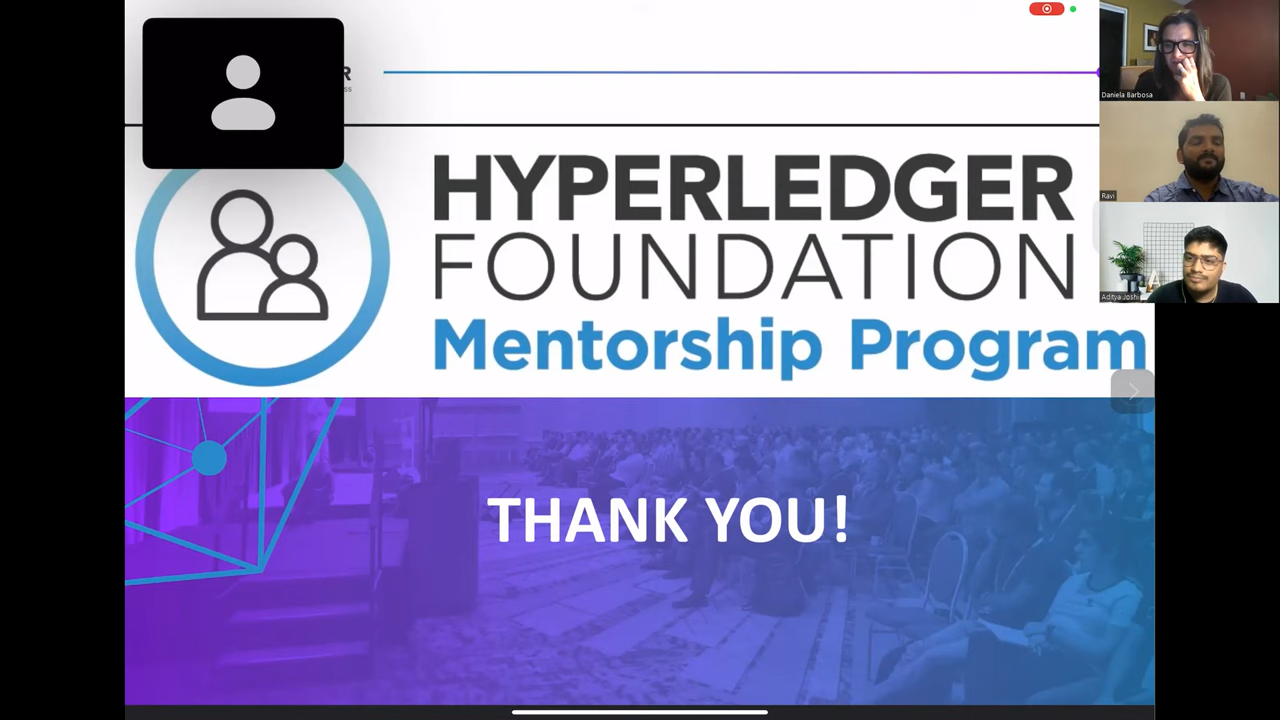 Daniela Barbosa
HYPERLEDGER
FOUNDATION
Mentorship Program
Ravi
Aditya Joshi
THANK YOU!